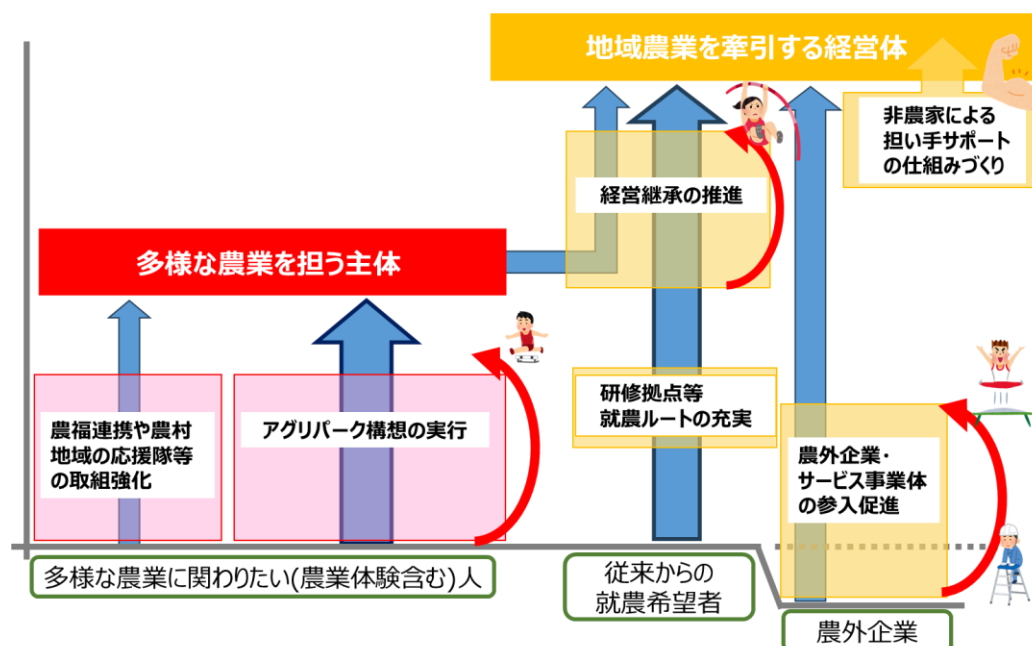 地域農業を牽引する経営体
非農家による
担い手サポート
の仕組みづくり
経営継承の推進
多様な農業を担う主体
研修拠点等
就農ルートの充実
農福連携や農村
地域の応援隊等
の取組強化
アグリパーク構想の実行
農外企業・
サービス事業体
の参入促進
多様な農業に関わりたい(農業体験含む)人
従来からの
就農希望者
農外企業